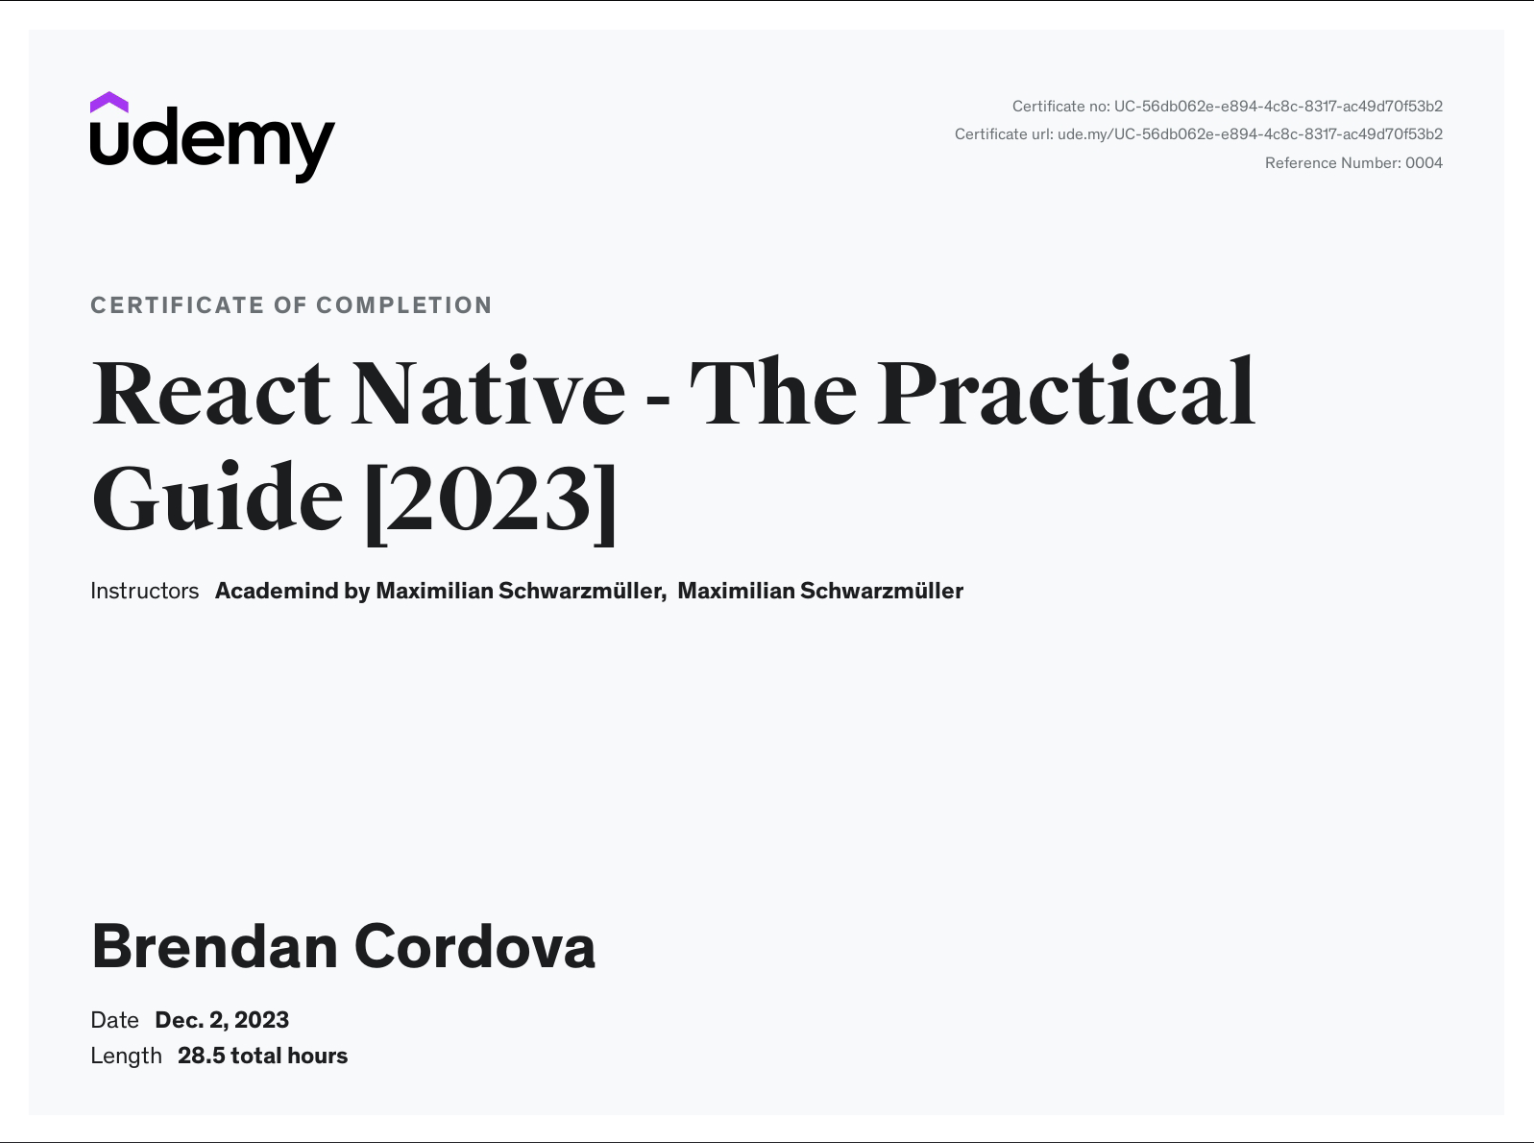 udemy
Certificate no: UC-56db062e-e894-4c8c-8317-ac49d70f53b2
Certificate url: ude.my/UC-56db062e-e894-4c8c-8317-ac49d70f53b2
Reference Number: 0004
CERTIFICATE OF COMPLETION
React Native - The Practical
Guide [2023]
Instructors Academind by Maximilian Schwarzmüller, Maximilian Schwarzmüller
Brendan Cordova
Date Dec. 2, 2023
Length 28.5 total hours